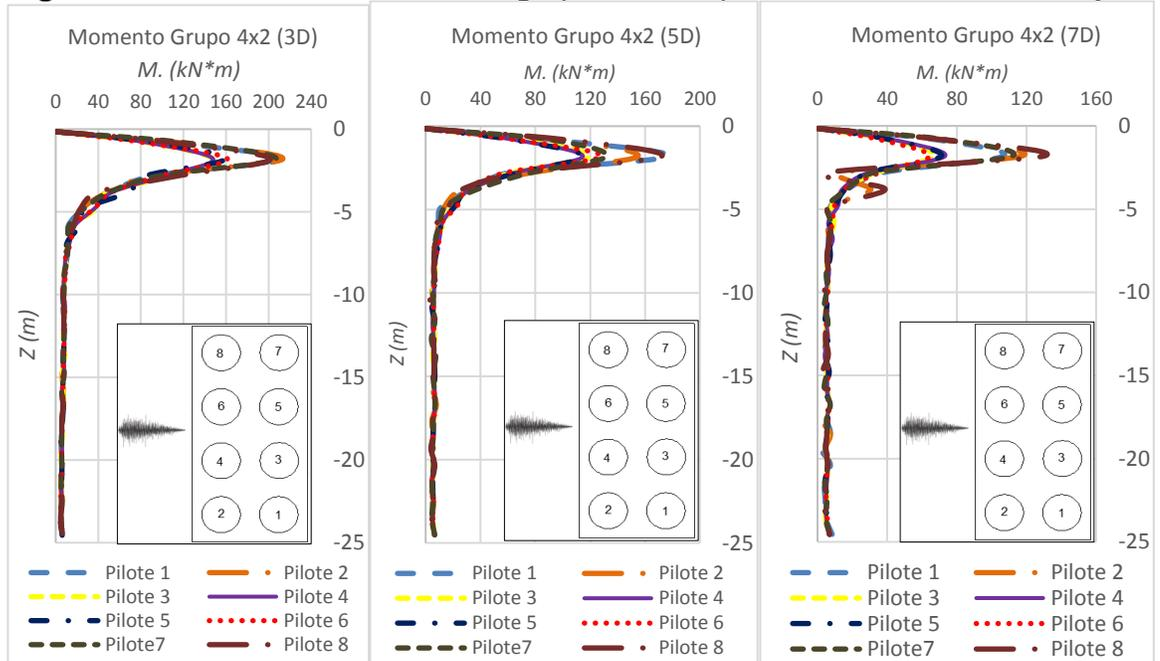 Momento Grupo 4x2 (3D)
M. (kN*m)
0 40 80 120 160 200 240
0
-5
-10
-15
-20
-25
Z (m)
8 7
6 5
4 3
2 1
Pilote 1 Pilote 2
Pilote 3 Pilote 4
Pilote 5 Pilote 6
Pilote7 Pilote 8
Momento Grupo 4x2 (5D)
M. (kN*m)
0 40 80 120 160 200
0
-5
-10
-15
-20
-25
Z (m)
8 7
6 5
4 3
2 1
Pilote 1 Pilote 2
Pilote 3 Pilote 4
Pilote 5 Pilote 6
Pilote7 Pilote 8
Momento Grupo 4x2 (7D)
M. (kN*m)
0 40 80 120 160
0
-5
-10
-15
-20
-25
Z (m)
8 7
6 5
4 3
2 1
Pilote 1 Pilote 2
Pilote 3 Pilote 4
Pilote 5 Pilote 6
Pilote7 Pilote 8